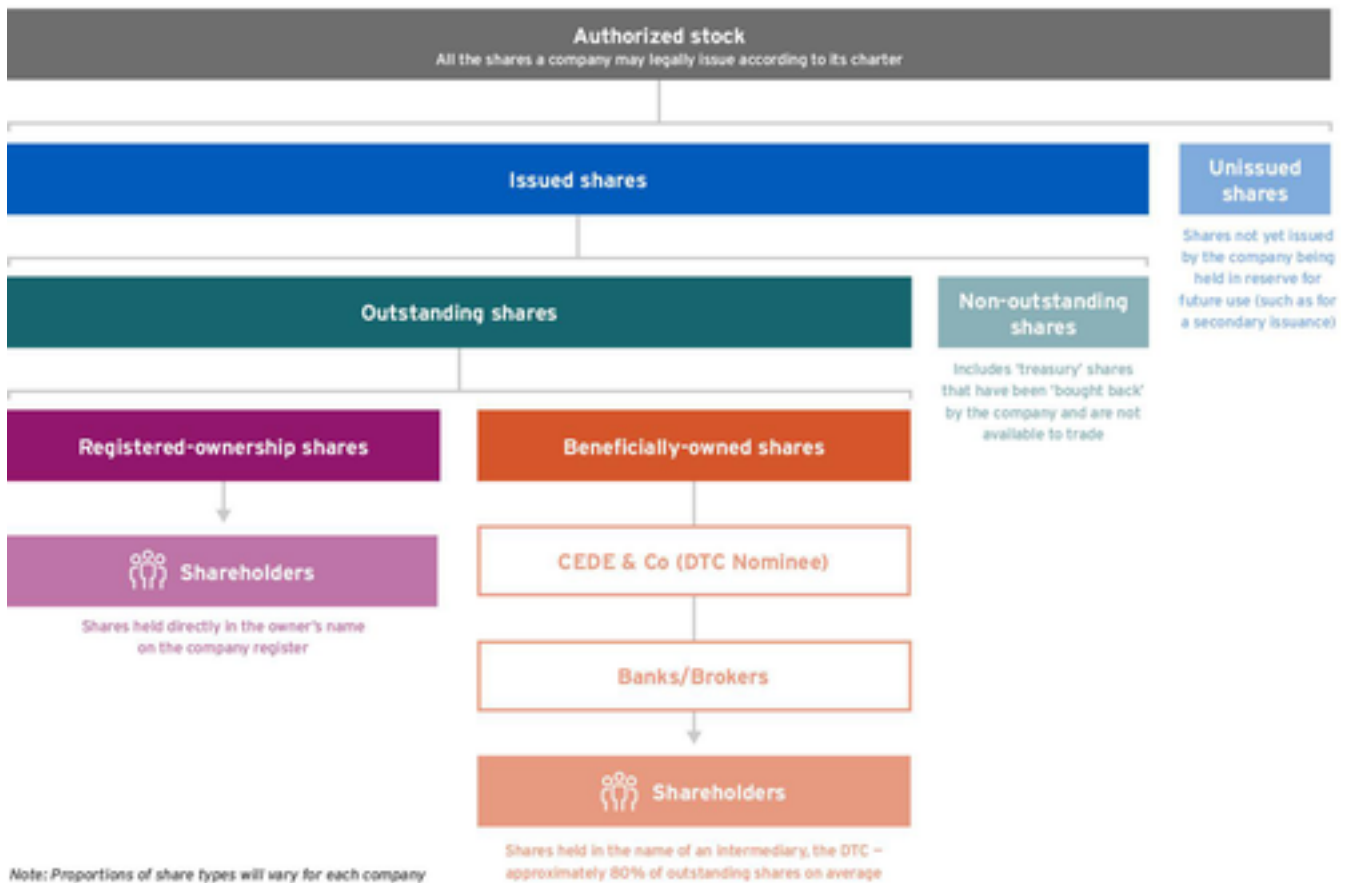 Authorized stock
All the shares a company may legally issue according to its charter
Issued shares
Unissued
shares
Shares not yet issued
by the company being
held in reserve for
future use (such as for
a secondary issuance)
Outstanding shares
Non-outstanding
shares
Includes 'treasury' shares
that have been 'bought back'
by the company and are not
available to trade
Registered-ownership shares
Beneficially-owned shares
Shareholders
Shares held directly in the owner's name
on the company register
CEDE & Co (DTC Nominee)
Banks/Brokers
Shareholders
Shares held in the name of an intermediary, the DTC –
approximately 80% of outstanding shares on average
Note: Proportions of share types will vary for each company